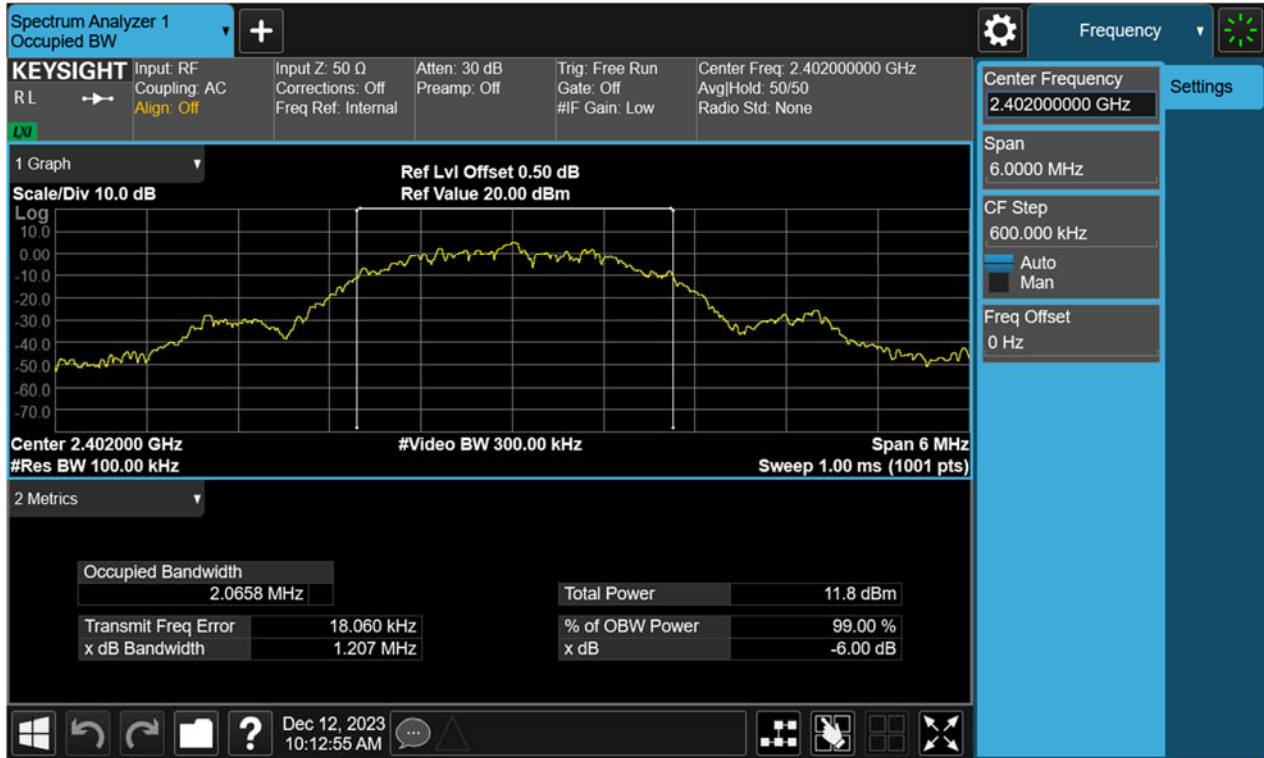 Spectrum Analyzer 1
Occupied BW
+
Frequency
KEYSIGHT
RL
LXI
Input: RF
Coupling: AC
Align: Off
Input Z: 50 Ω
Corrections: Off
Freq Ref: Internal
Atten: 30 dB
Preamp: Off
Trig: Free Run
Gate: Off
#IF Gain: Low
Center Freq: 2.402000000 GHz
Avg|Hold: 50/50
Radio Std: None
1 Graph
Scale/Div 10.0 dB
Ref Lvl Offset 0.50 dB
Ref Value 20.00 dBm
Log
10.0
0.00
-10.0
-20.0
-30.0
-40.0
-50.0
-60.0
-70.0
Center 2.402000 GHz
#Video BW 300.00 kHz
Span 6 MHz
#Res BW 100.00 kHz
Sweep 1.00 ms (1001 pts)
2 Metrics
Occupied Bandwidth
2.0658 MHz
Total Power 11.8 dBm
Transmit Freq Error 18.060 kHz
% of OBW Power 99.00 %
x dB Bandwidth 1.207 MHz
x dB -6.00 dB
?
Dec 12, 2023
10:12:55 AM
Center Frequency
2.402000000 GHz
Settings
Span
6.0000 MHz
CF Step
600.000 kHz
Auto
Man
Freq Offset
0 Hz